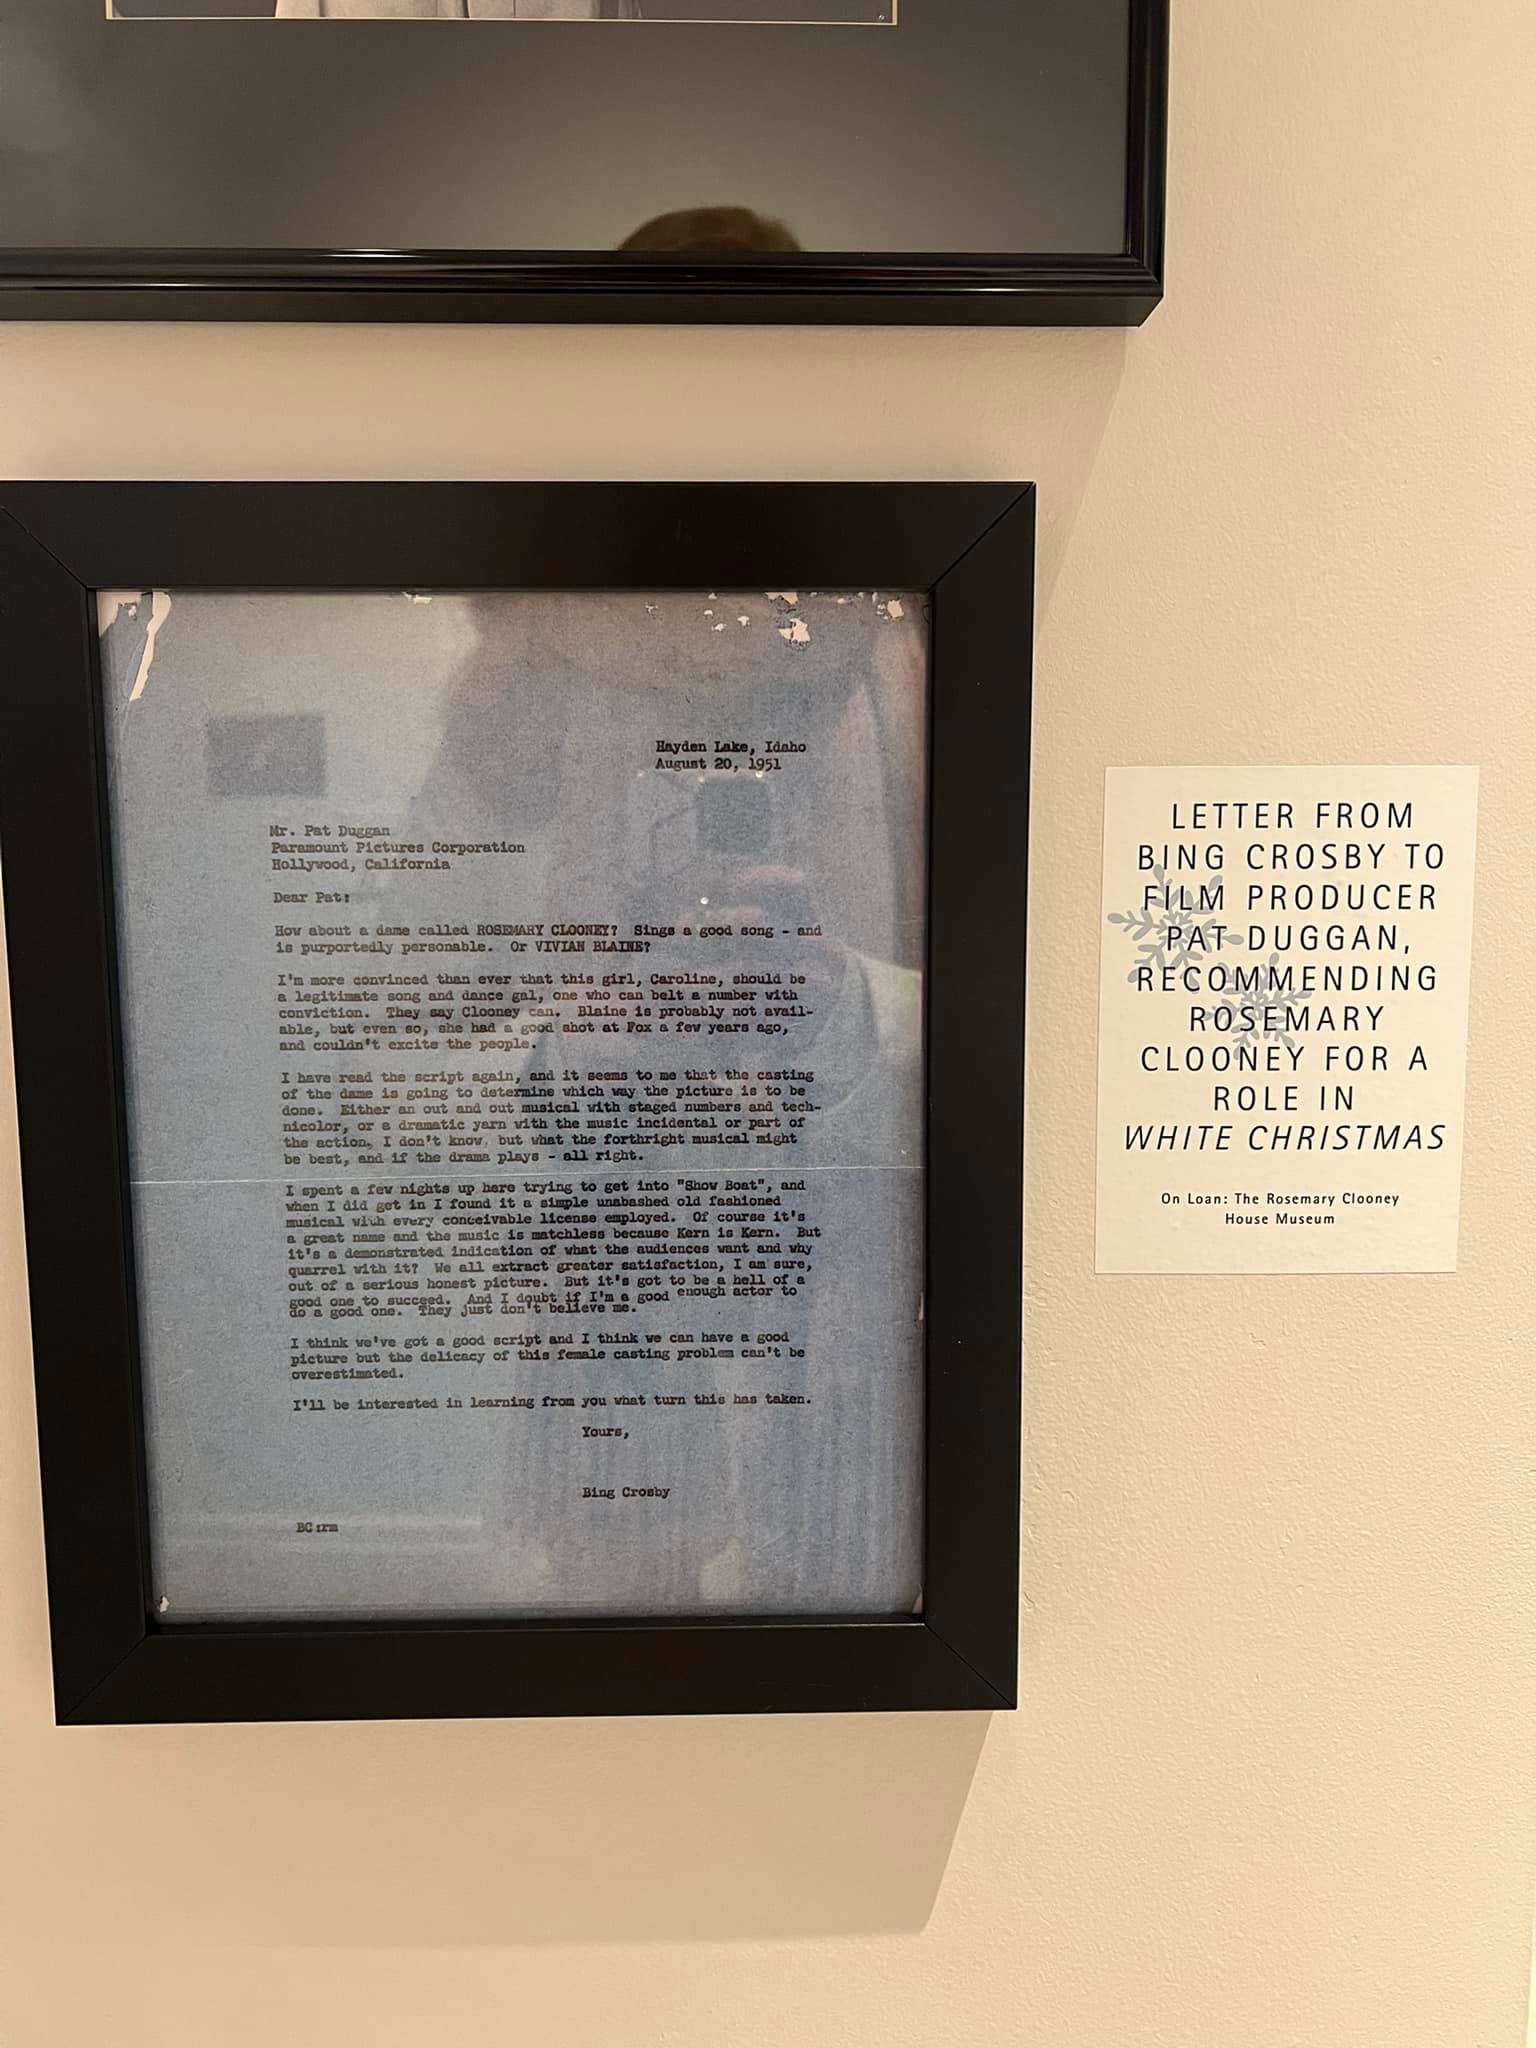 Hayden Lake, Idaho
August 20, 1951
Mr. Pat Duggan
Paramount Pictures Corporation
Hollywood, California
Dear Pat:
How about a dame called ROSEMARY CLOONEY? Sings a good song - and
is purportedly personable. Or VIVIAN BLAINE?
I'm more convinced than ever that this girl, Caroline, should be
a legitimate song and dance gal, one who can belt a number with
conviction. They say Clooney can. Blaine is probably not avail-
able, but even so, she had a good shot at Fox a few years ago,
and couldn't excite the people.
I have read the script again, and it seems to me that the casting
of the dame is going to determine which way the picture is to be
done. Either an out and out musical with staged numbers and tech-
nicolor, or a dramatic yarn with the music incidental or part of
the action. I don't know but what the forthright musical might
be best, and if the drama plays - all right.
I spent a few nights up here trying to get into "Show Boat", and
when I did get in I found it a simple unabashed old fashioned
musical with every conceivable license employed. Of course it's
a great name and the music is matchless because Kern is Kern. But
it's a demonstrated indication of what the audiences want and why
quarrel with it? We all extract greater satisfaction, I am sure,
out of a serious honest picture. But it's got to be a hell of a
good one to succeed. And I doubt if I'm a good enough actor to
do a good one. They just don't believe me.
I think we've got a good script and I think we can have a good
picture but the delicacy of this female casting problem can't be
overestimated.
I'll be interested in learning from you what turn this has taken.
Yours,
Bing Crosby
BC:rm
LETTER FROM
BING CROSBY TO
FILM PRODUCER
PAT DUGGAN,
RECOMMENDING
ROSEMARY
CLOONEY FOR A
ROLE IN
WHITE CHRISTMAS
On Loan: The Rosemary Clooney
House Museum